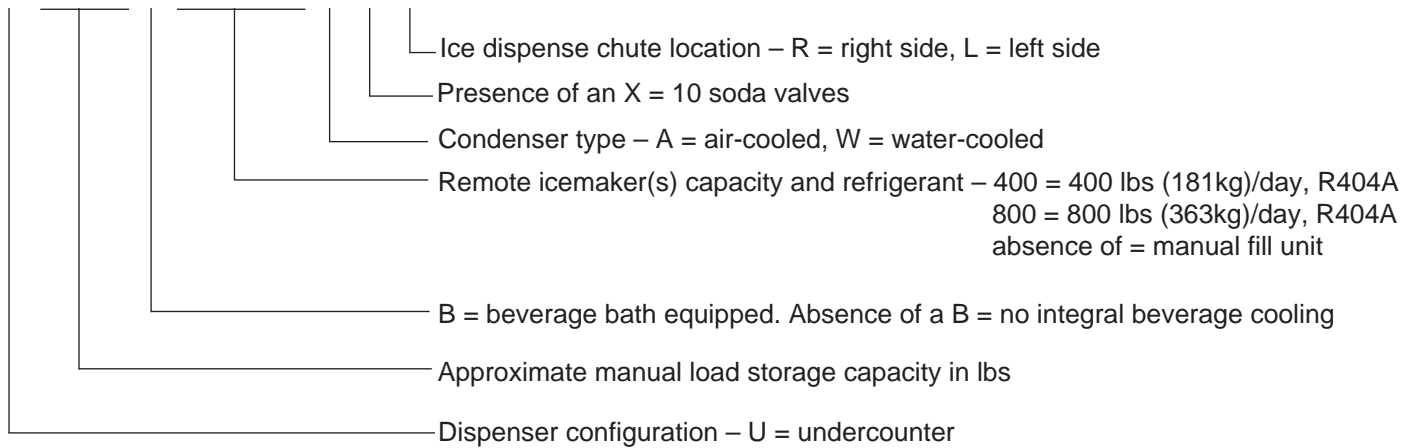 Ice dispense chute location – R = right side, L = left side
Presence of an X = 10 soda valves
Condenser type – A = air-cooled, W = water-cooled
Remote icemaker(s) capacity and refrigerant – 400 = 400 lbs (181kg)/day, R404A
800 = 800 lbs (363kg)/day, R404A
absence of = manual fill unit
B = beverage bath equipped. Absence of a B = no integral beverage cooling
Approximate manual load storage capacity in lbs
Dispenser configuration – U = undercounter